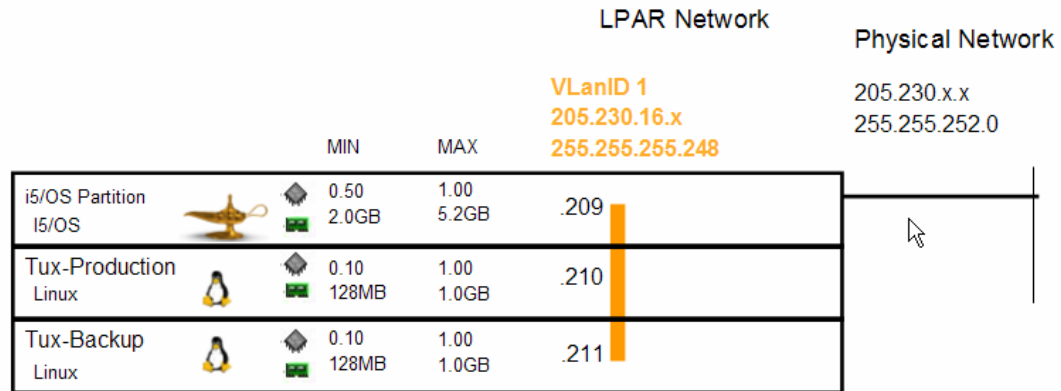 LPAR Network
Physical Network
VLanID 1
205.230.16.x
255.255.255.248
205.230.x.x
255.255.252.0
MIN MAX
i5/OS Partition
I5/OS
0.50 1.00
2.0GB 5.2GB
.209
Tux-Production
Linux
0.10 1.00
128MB 1.0GB
.210
Tux-Backup
Linux
0.10 1.00
128MB 1.0GB
.211